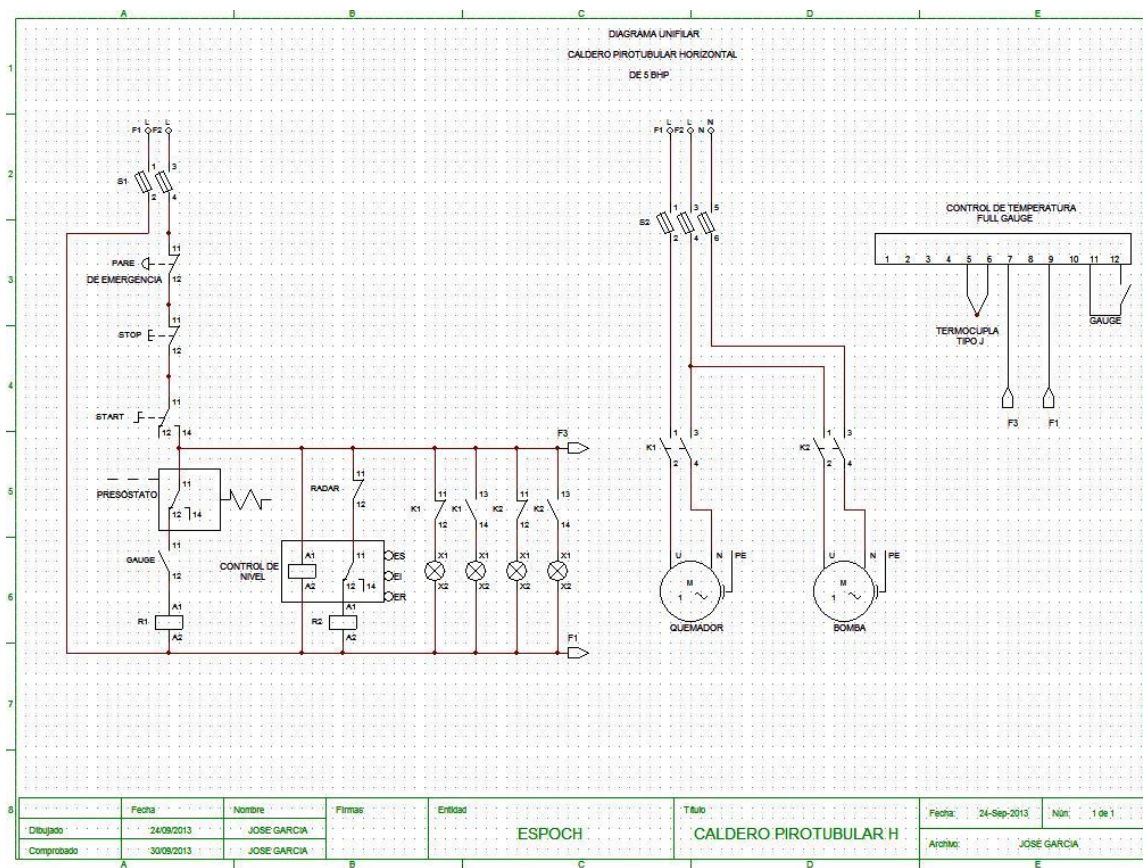 A B C D E
DIAGRAMA UNIFILAR
CALDERO PIROTUBULAR HORIZONTAL
DE 5 BHP
1
2
3
4
5
6
7
8
L L
F1 F2
1 3
S1
2 4
11
PARE
DE EMERGENCIA
12
11
STOP
12
11
START
12 14
F3
11
PRESOSTATO
12 14
11
GAUGE
12
A1
R1
A2
11
RADAR
12
CONTROL DE
NIVEL
A1
A2
11
12 14
ES
EI
ER
A1
R2
A2
11 13 11 13
K1 K1 K2 K2
12 14 12 14
X1 X1 X1 X1
X2 X2 X2 X2
F1
L L N
F1 F2 N
1 3 5
S2
2 4 6
1 3
K1
2 4
1 3
K2
2 4
U N PE
M
1
QUEMADOR
U N PE
M
1
BOMBA
CONTROL DE TEMPERATURA
FULL GAUGE
1 2 3 4 5 6 7 8 9 10 11 12
TERMOCUPLA
TIPO J
GAUGE
F3 F1
Fecha Nombre Firmas Entidad Título
Dibujado 24/09/2013 JOSE GARCIA
Comprobado 30/09/2013 JOSE GARCIA
ESPOCH
CALDERO PIROTUBULAR H
Fecha: 24-Sep-2013 Núm: 1 de 1
Archivo: JOSE GARCIA
A B C D E